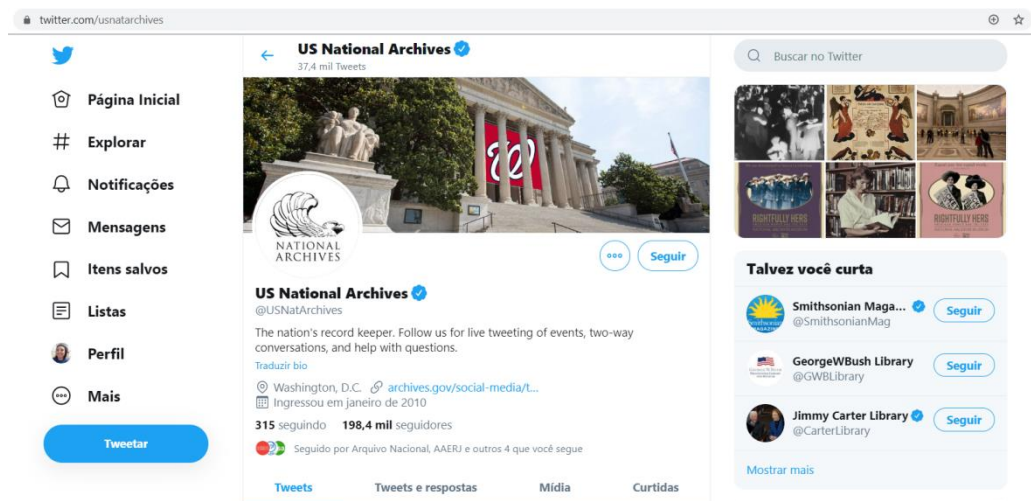 twitter.com/usnatarchives
Página Inicial
Explorar
Notificações
Mensagens
Itens salvos
Listas
Perfil
Mais
Tweetar
US National Archives
37,4 mil Tweets
W
NATIONAL
ARCHIVES
Seguir
US National Archives
@USNatArchives
The nation's record keeper. Follow us for live tweeting of events, two-way
conversations, and help with questions.
Traduzir bio
Washington, D.C. archives.gov/social-media/t...
Ingressou em janeiro de 2010
315 seguindo 198,4 mil seguidores
Seguido por Arquivo Nacional, AAERJ e outros 4 que você segue
Tweets Tweets e respostas Mídia Curtidas
Buscar no Twitter
RIGHTFULLY HERS
RIGHTFULLY HERS
Talvez você curta
Smithsonian Maga...
@SmithsonianMag
Seguir
GeorgeWBush Library
@GWBLibrary
Seguir
Jimmy Carter Library
@CarterLibrary
Seguir
Mostrar mais